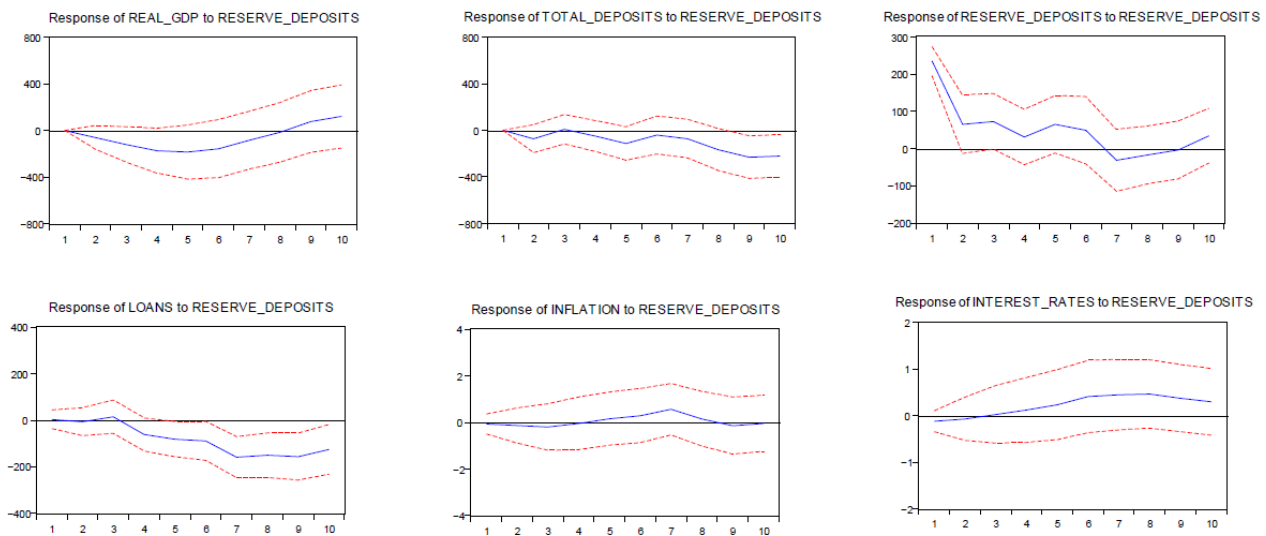 Response of REAL_GDP to RESERVE_DEPOSITS
800
400
0
−400
−800
1 2 3 4 5 6 7 8 9 10
Response of TOTAL_DEPOSITS to RESERVE_DEPOSITS
800
400
0
−400
−800
1 2 3 4 5 6 7 8 9 10
Response of RESERVE_DEPOSITS to RESERVE_DEPOSITS
300
200
100
0
−100
−200
1 2 3 4 5 6 7 8 9 10
Response of LOANS to RESERVE_DEPOSITS
400
200
0
−200
−400
1 2 3 4 5 6 7 8 9 10
Response of INFLATION to RESERVE_DEPOSITS
4
2
0
−2
−4
1 2 3 4 5 6 7 8 9 10
Response of INTEREST_RATES to RESERVE_DEPOSITS
2
1
0
−1
−2
1 2 3 4 5 6 7 8 9 10